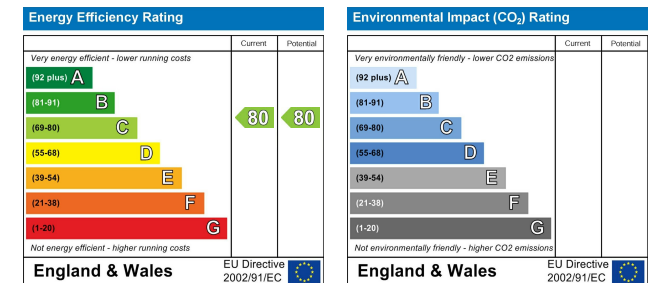 Energy Efficiency Rating
Current Potential
Very energy efficient - lower running costs
(92 plus) A
(81-91) B
(69-80) C
80 80
(55-68) D
(39-54) E
(21-38) F
(1-20) G
Not energy efficient - higher running costs
England & Wales
EU Directive
2002/91/EC
Environmental Impact (CO2) Rating
Current Potential
Very environmentally friendly - lower CO2 emissions
(92 plus) A
(81-91) B
(69-80) C
(55-68) D
(39-54) E
(21-38) F
(1-20) G
Not environmentally friendly - higher CO2 emissions
England & Wales
EU Directive
2002/91/EC